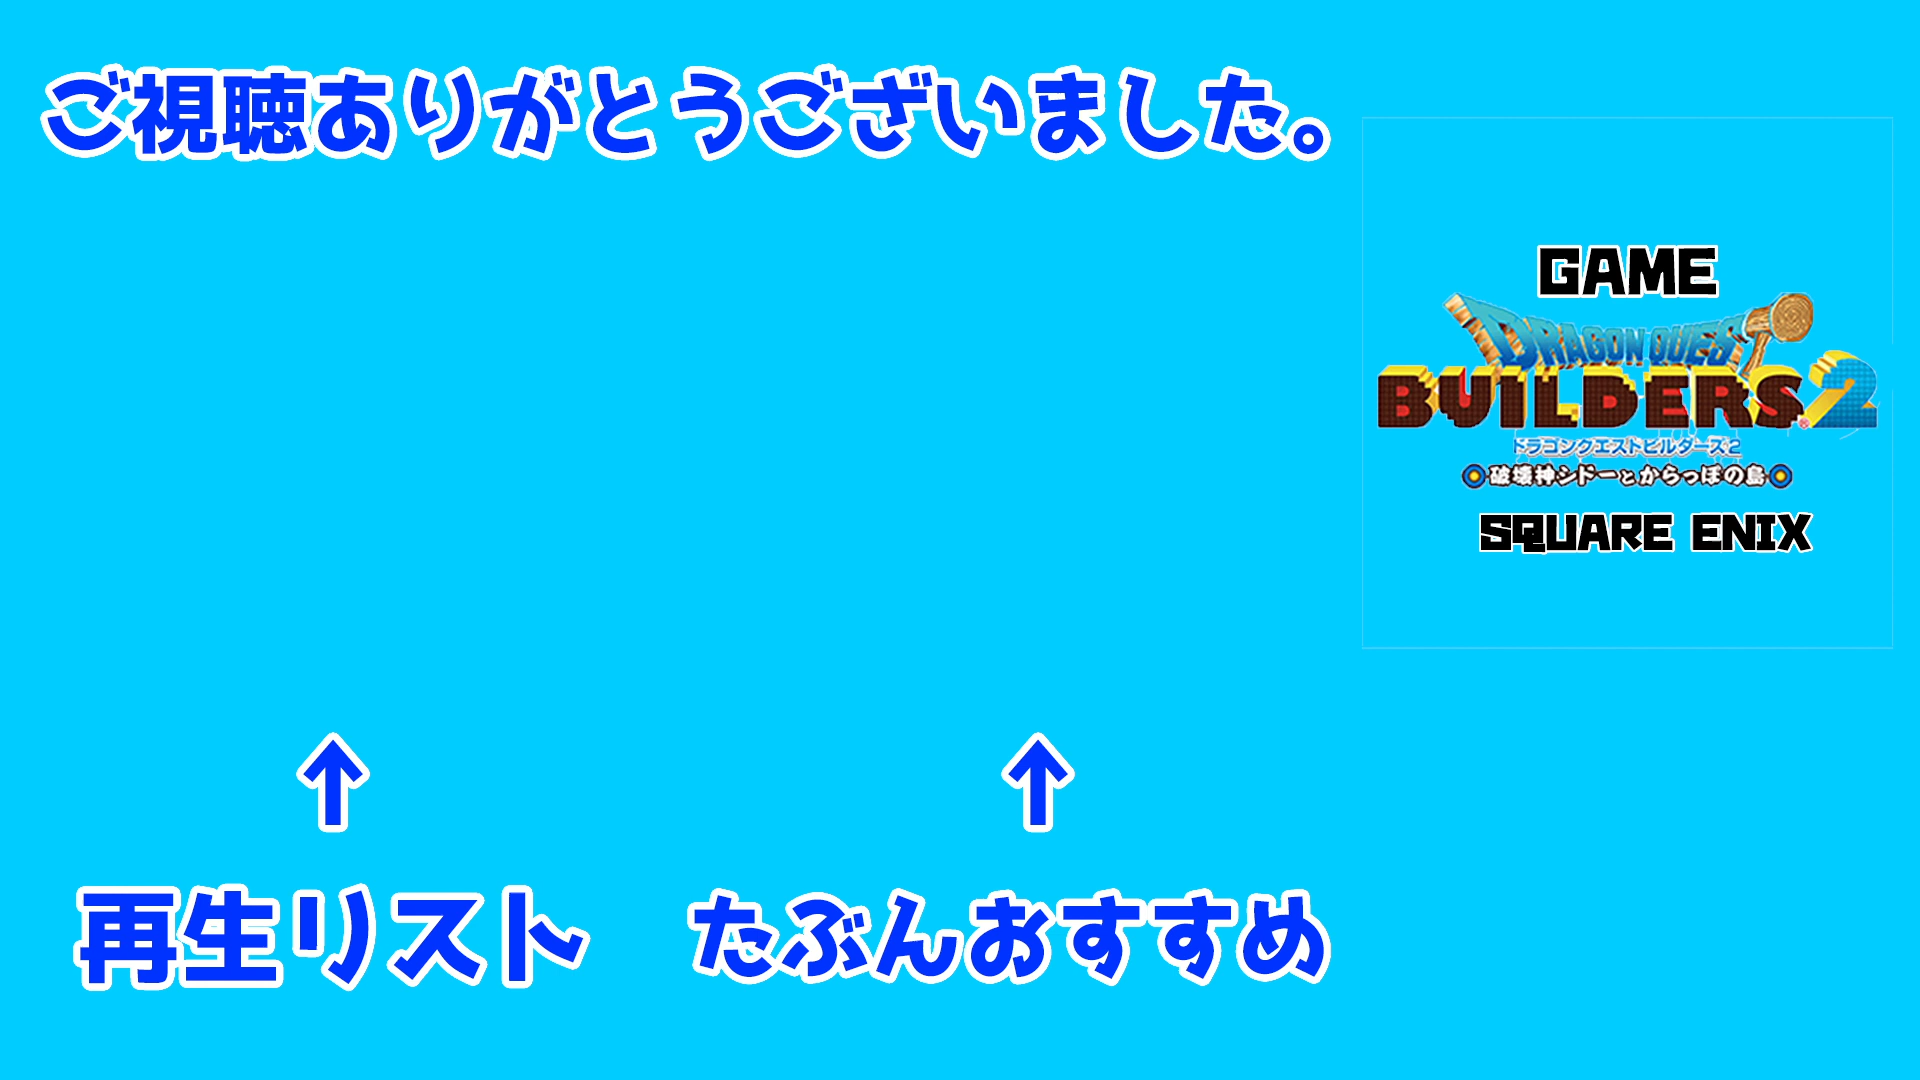 ご視聴ありがとうございました。
GAME
DRAGON QUEST
BUILDERS 2
ドラゴンクエストビルダーズ2
破壊神シドーとからっぽの島
SQUARE ENIX
↑ ↑
再生リスト たぶんおすすめ